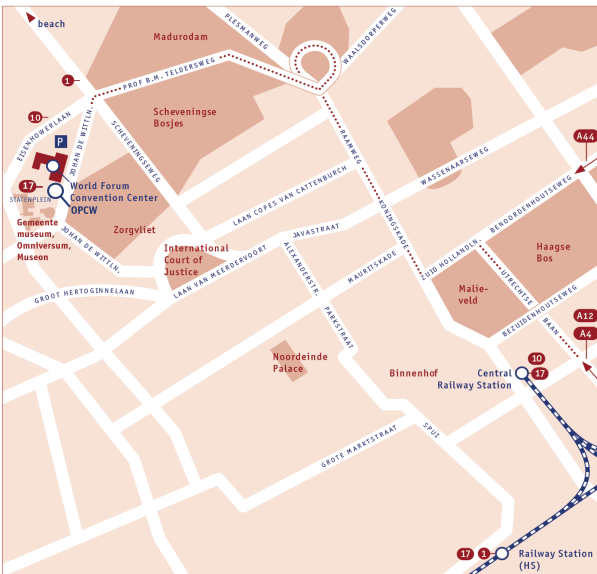 beach
PLESMANWEG
WAALSDORPERWEG
Madurodam
1
PROF B.M. TELDERSWEG
10
EISENHOWERLAAN
JOHAN DE WITTLN.
Scheveningse
Bosjes
SCHEVENINGSEWEG
RAAMWEG
WASSENAARSEWEG
A44
P
17
World Forum
Convention Center
OPCW
STATENPLEIN
Gemeente
museum,
Omniversum,
Museon
JOHAN DE WITTLN.
Zorgvliet
LAAN COPES VAN CATTENBURCH
KONINGSKADE
BENOORDENHOUTSEWEG
International
Court of
Justice
JAVASTRAAT
LAAN VAN MEERDERVOORT
ALEXANDERSTR.
MAURITSKADE
ZUID HOLLANDLN.
Haagse
Bos
UTRECHTSE
BAAN
Malie-
veld
BEZUIDENHOUTSEWEG
GROOT HERTOGINNELAAN
PARKSTRAAT
A12
A4
Noordeinde
Palace
Binnenhof
Central
Railway Station
10
17
SPUI
GROTE MARKTSTRAAT
17
1
Railway Station
(HS)